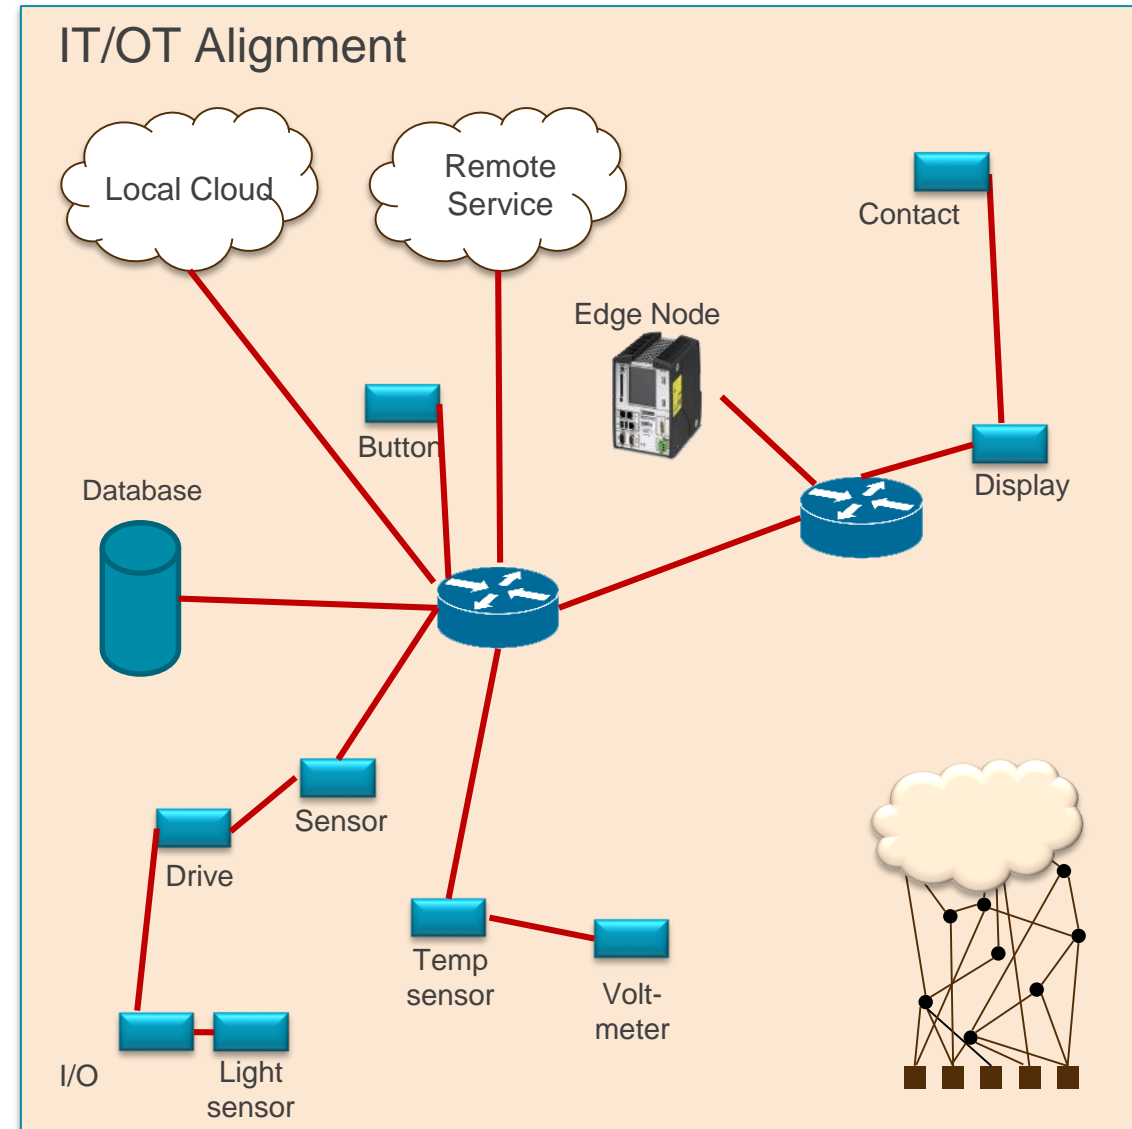 IT/OT Alignment
Local Cloud
Remote
Service
Contact
Edge Node
Button
Database
Display
Sensor
Drive
Temp
sensor
Volt-
meter
I/O
Light
sensor